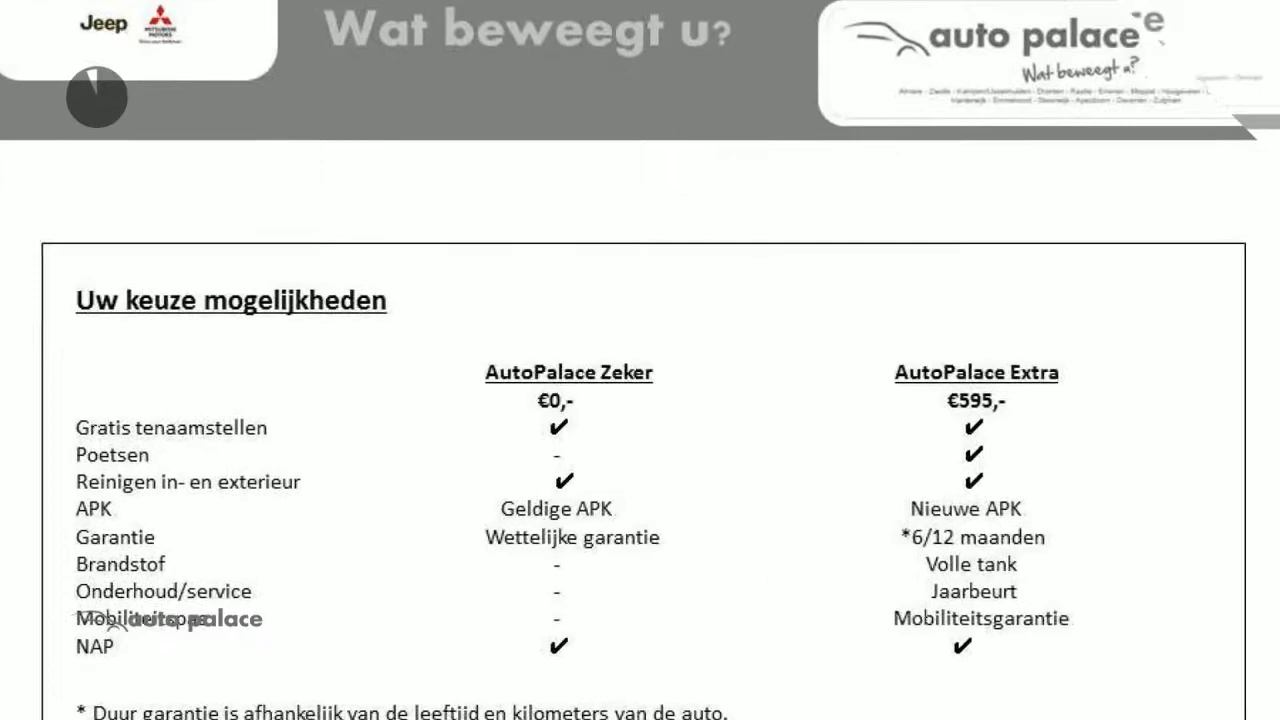 Jeep
MITSUBISHI
MOTORS
Wat beweegt u?
auto palace
Wat beweegt u?
Uw keuze mogelijkheden
AutoPalace Zeker AutoPalace Extra
€0,- €595,-
Gratis tenaamstellen ✔ ✔
Poetsen - ✔
Reinigen in- en exterieur ✔ ✔
APK Geldige APK Nieuwe APK
Garantie Wettelijke garantie *6/12 maanden
Brandstof - Volle tank
Onderhoud/service - Jaarbeurt
auto palace - Mobiliteitsgarantie
NAP ✔ ✔
* Duur garantie is afhankelijk van de leeftijd en kilometers van de auto.